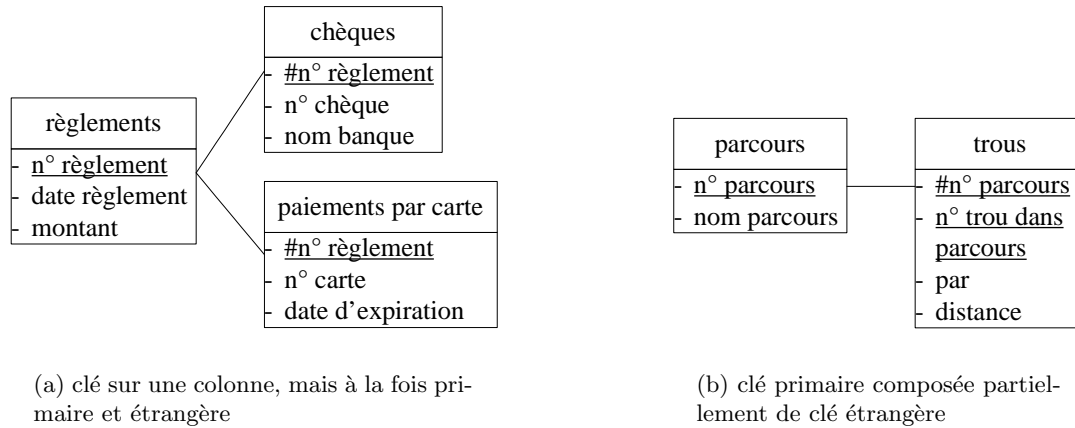 règlements
- n° règlement
- date règlement
- montant
chèques
- #n° règlement
- n° chèque
- nom banque
paiements par carte
- #n° règlement
- n° carte
- date d'expiration
(a) clé sur une colonne, mais à la fois pri-
maire et étrangère
parcours
- n° parcours
- nom parcours
trous
- #n° parcours
- n° trou dans
parcours
- par
- distance
(b) clé primaire composée partiel-
lement de clé étrangère